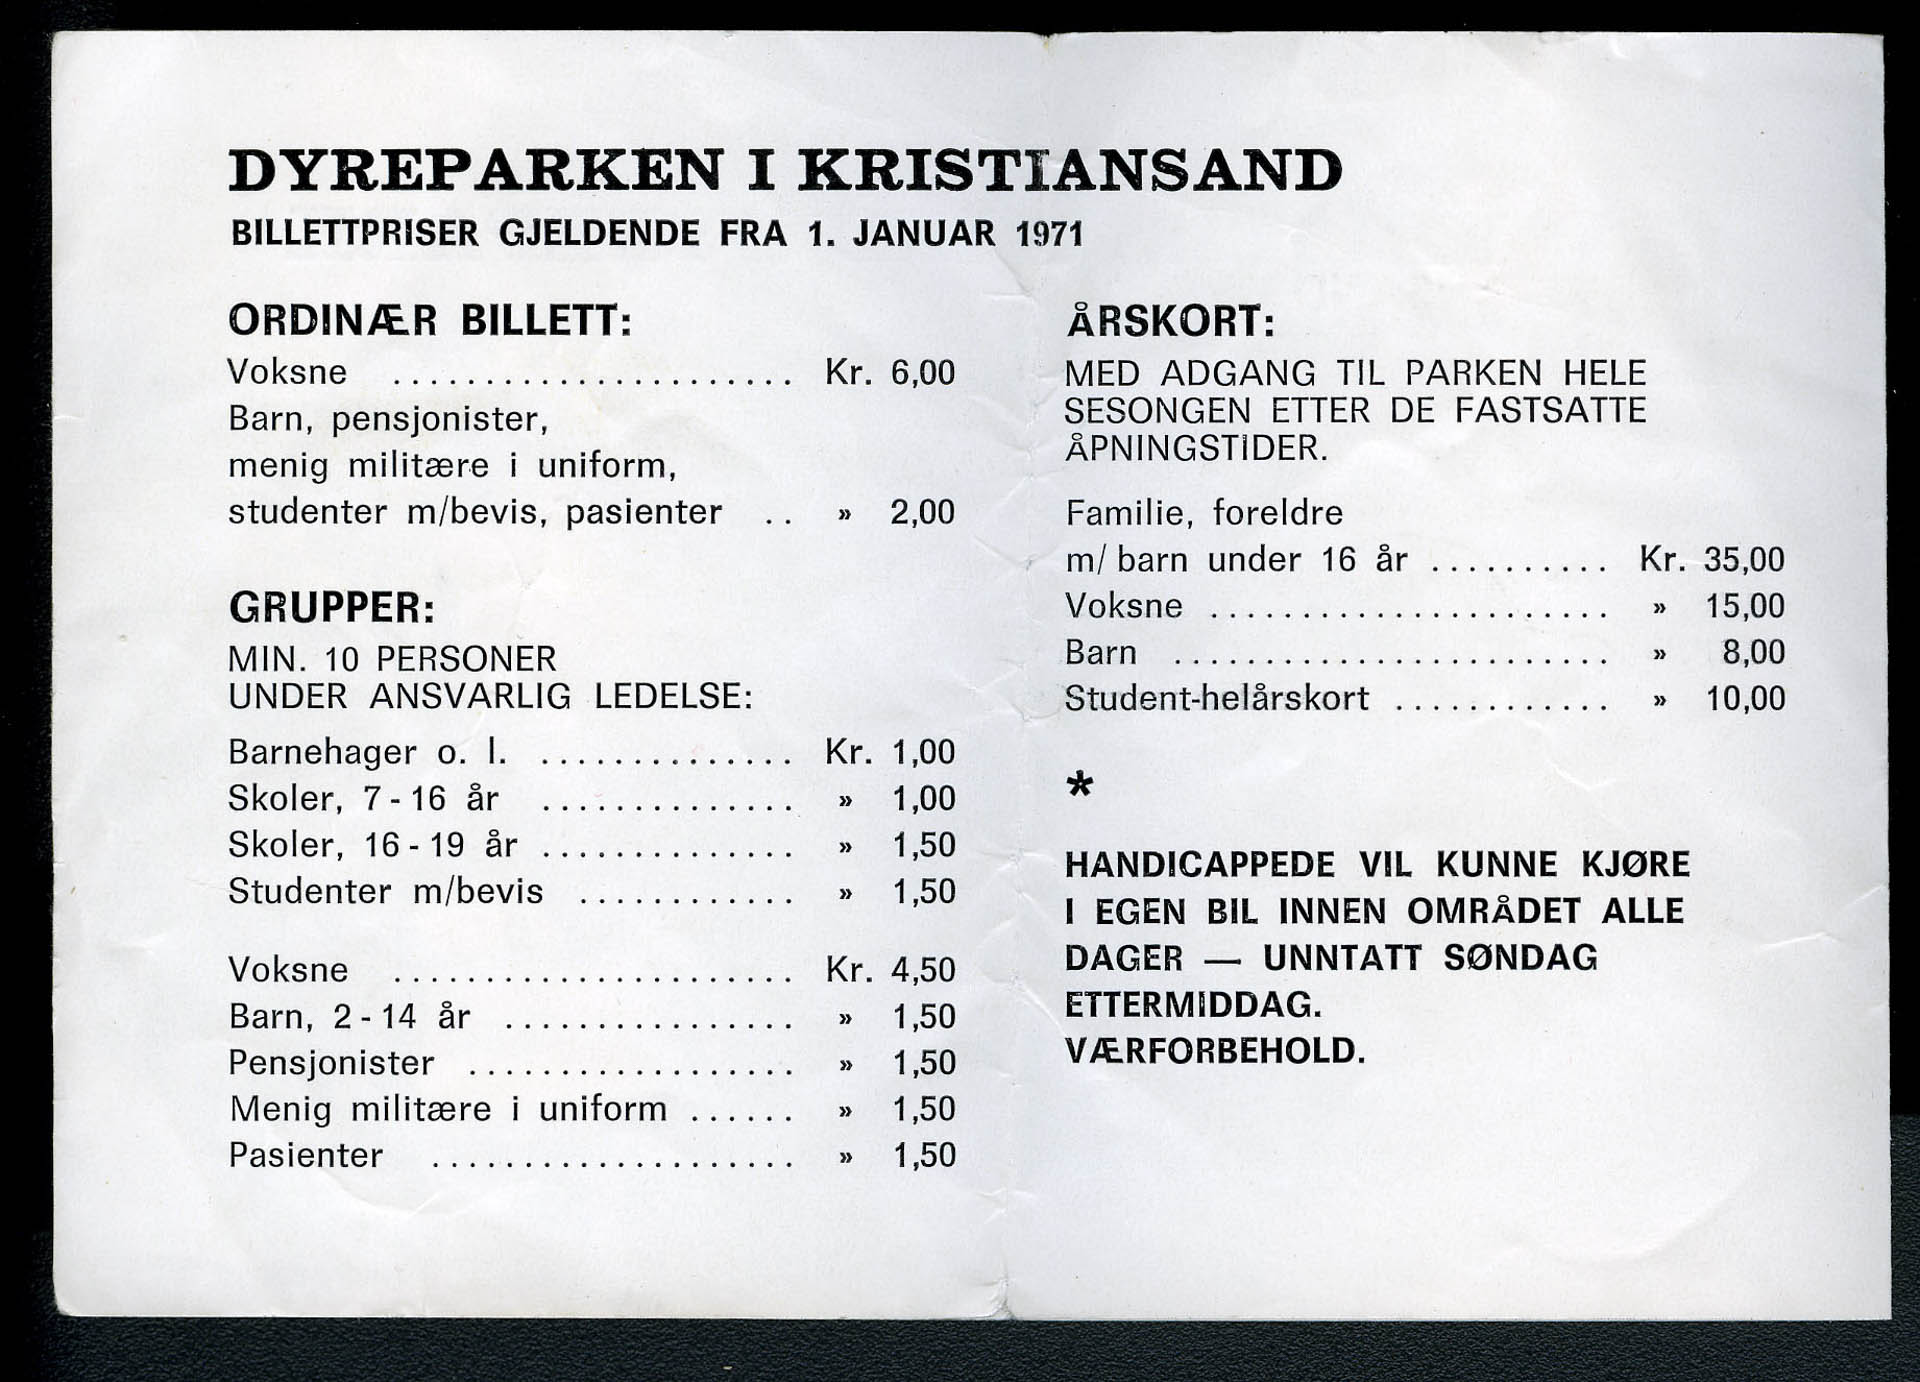 DYREPARKEN I KRISTIANSAND
BILLETTPRISER GJELDENDE FRA 1. JANUAR 1971
ORDINÆR BILLETT:
Voksne ...................... Kr. 6,00
Barn, pensjonister,
menig militære i uniform,
studenter m/bevis, pasienter .. » 2,00
GRUPPER:
MIN. 10 PERSONER
UNDER ANSVARLIG LEDELSE:
Barnehager o. l. .............. Kr. 1,00
Skoler, 7 - 16 år .............. » 1,00
Skoler, 16 - 19 år .............. » 1,50
Studenter m/bevis ............ » 1,50
Voksne ...................... Kr. 4,50
Barn, 2 - 14 år ................ » 1,50
Pensjonister .................. » 1,50
Menig militære i uniform ...... » 1,50
Pasienter .................... » 1,50
ÅRSKORT:
MED ADGANG TIL PARKEN HELE
SESONGEN ETTER DE FASTSATTE
ÅPNINGSTIDER.
Familie, foreldre
m/ barn under 16 år .......... Kr. 35,00
Voksne ...................... » 15,00
Barn ........................ » 8,00
Student-helårskort ............ » 10,00
*
HANDICAPPEDE VIL KUNNE KJØRE
I EGEN BIL INNEN OMRÅDET ALLE
DAGER — UNNTATT SØNDAG
ETTERMIDDAG.
VÆRFORBEHOLD.